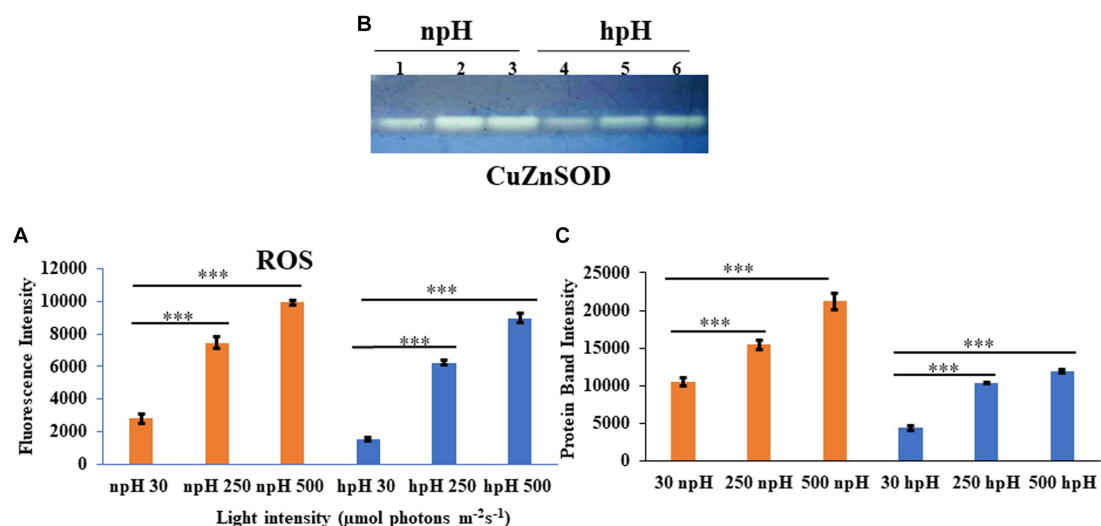 B
npH hpH
1 2 3 4 5 6
CuZnSOD
A
ROS
Fluorescence Intensity
12000
10000
8000
6000
4000
2000
0
***
***
***
***
npH 30 npH 250 npH 500 hpH 30 hpH 250 hpH 500
Light intensity (μmol photons m⁻²s⁻¹)
C
Protein Band Intensity
25000
20000
15000
10000
5000
0
***
***
***
***
30 npH 250 npH 500 npH 30 hpH 250 hpH 500 hpH